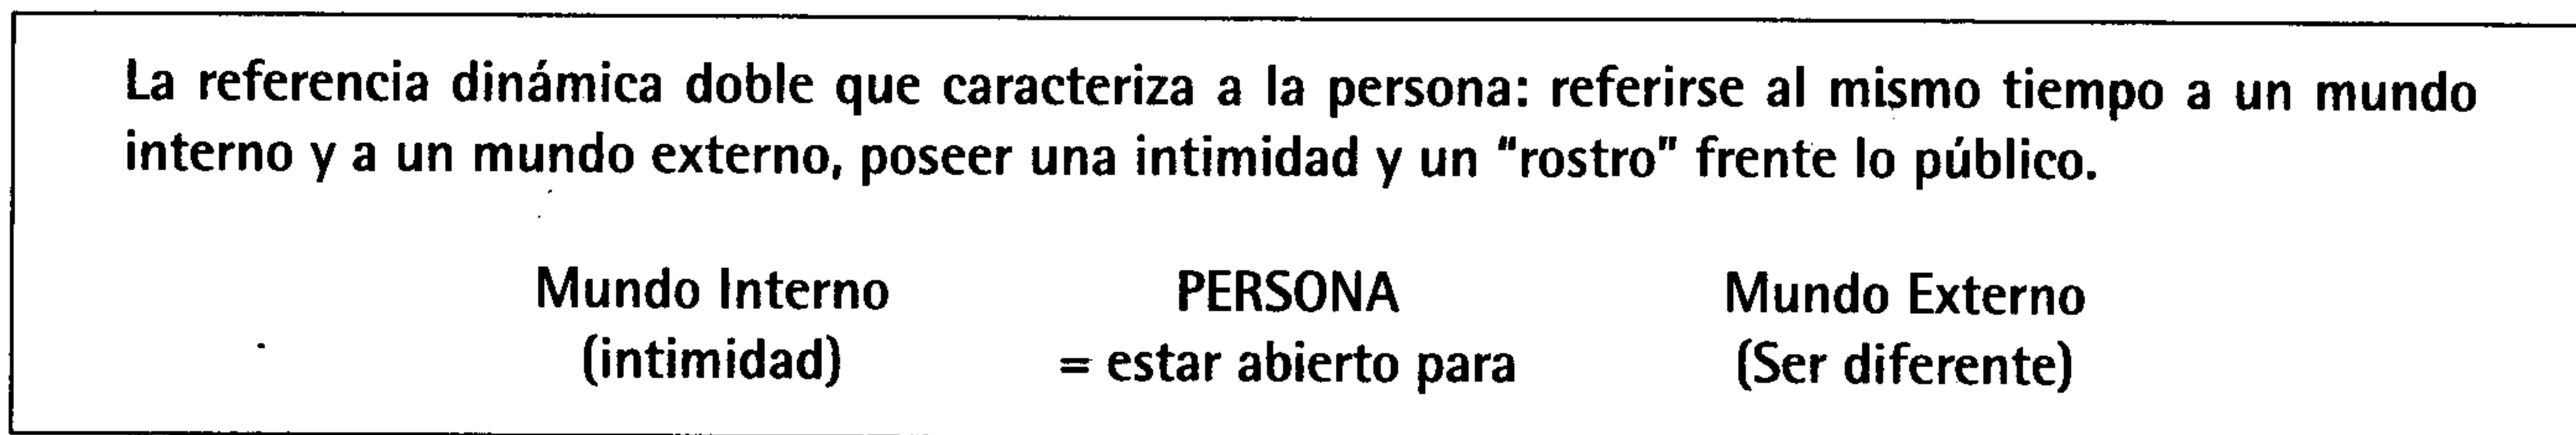 La referencia dinámica doble que caracteriza a la persona: referirse al mismo tiempo a un mundo
interno y a un mundo externo, poseer una intimidad y un "rostro" frente lo público.
Mundo Interno PERSONA Mundo Externo
(intimidad) = estar abierto para (Ser diferente)